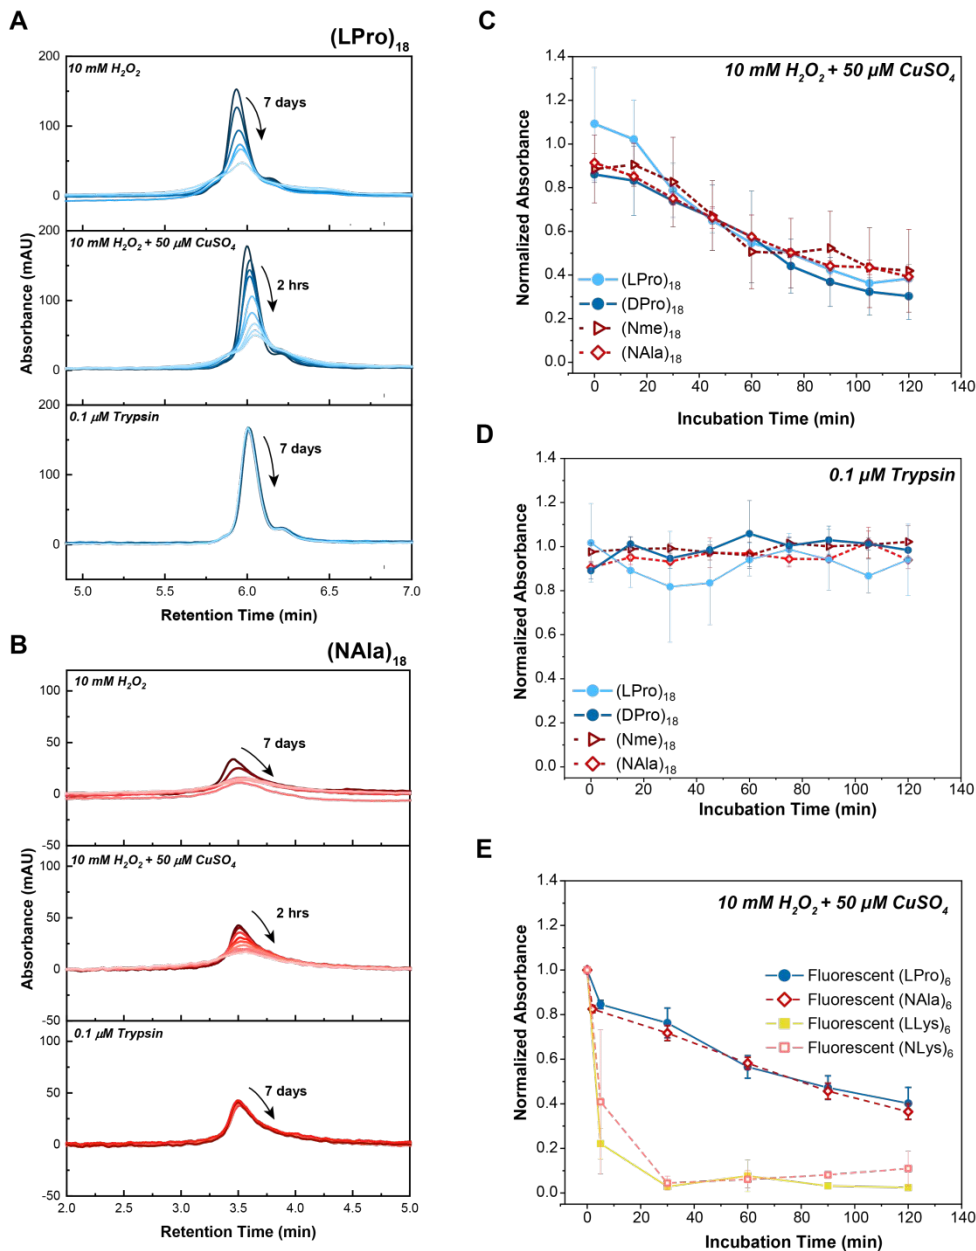 A
(LPro)₁₈
200
10 mM H₂O₂
7 days
150
100
50
0
200
10 mM H₂O₂ + 50 µM CuSO₄
2 hrs
150
100
50
0
200
0.1 µM Trypsin
7 days
100
0
Absorbance (mAU)
5.0 5.5 6.0 6.5 7.0
Retention Time (min)
B
(NAla)₁₈
10 mM H₂O₂
7 days
100
50
0
-50
10 mM H₂O₂ + 50 µM CuSO₄
2 hrs
100
50
0
-50
0.1 µM Trypsin
7 days
100
50
0
-50
Absorbance (mAU)
2.0 2.5 3.0 3.5 4.0 4.5 5.0
Retention Time (min)
C
10 mM H₂O₂ + 50 µM CuSO₄
1.4
1.2
1.0
0.8
0.6
0.4
0.2
0.0
Normalized Absorbance
(LPro)₁₈
(DPro)₁₈
(Nme)₁₈
(NAla)₁₈
0 20 40 60 80 100 120 140
Incubation Time (min)
D
0.1 µM Trypsin
1.4
1.2
1.0
0.8
0.6
0.4
0.2
0.0
Normalized Absorbance
(LPro)₁₈
(DPro)₁₈
(Nme)₁₈
(NAla)₁₈
0 20 40 60 80 100 120 140
Incubation Time (min)
E
10 mM H₂O₂ + 50 µM CuSO₄
1.4
1.2
1.0
0.8
0.6
0.4
0.2
0.0
Normalized Absorbance
Fluorescent (LPro)₆
Fluorescent (NAla)₆
Fluorescent (LLys)₆
Fluorescent (NLys)₆
0 20 40 60 80 100 120 140
Incubation Time (min)